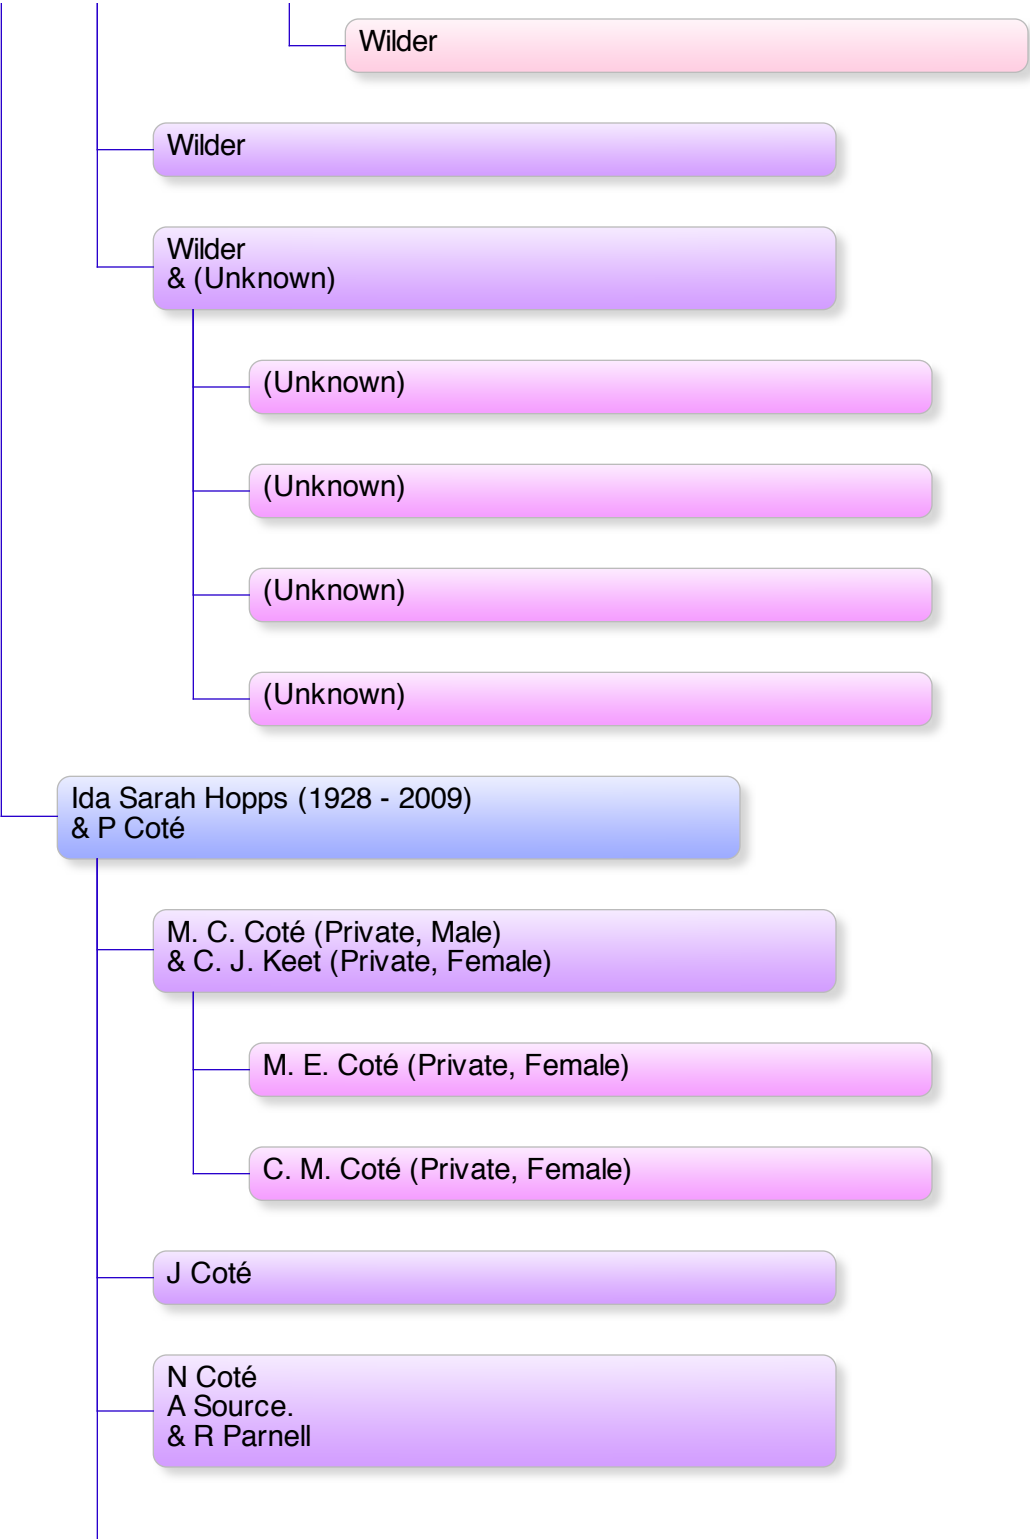 Wilder
Wilder
Wilder
& (Unknown)
(Unknown)
(Unknown)
(Unknown)
(Unknown)
Ida Sarah Hopps (1928 - 2009)
& P Coté
M. C. Coté (Private, Male)
& C. J. Keet (Private, Female)
M. E. Coté (Private, Female)
C. M. Coté (Private, Female)
J Coté
N Coté
A Source.
& R Parnell